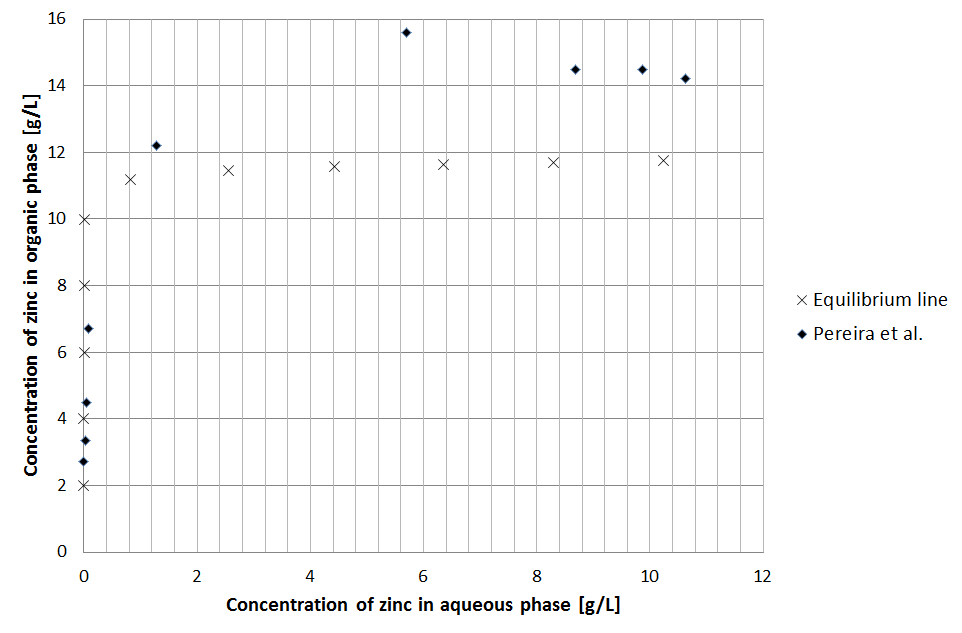 Concentration of zinc in organic phase [g/L]
16
14
12
10
8
6
4
2
0
0 2 4 6 8 10 12
Concentration of zinc in aqueous phase [g/L]
Equilibrium line
Pereira et al.